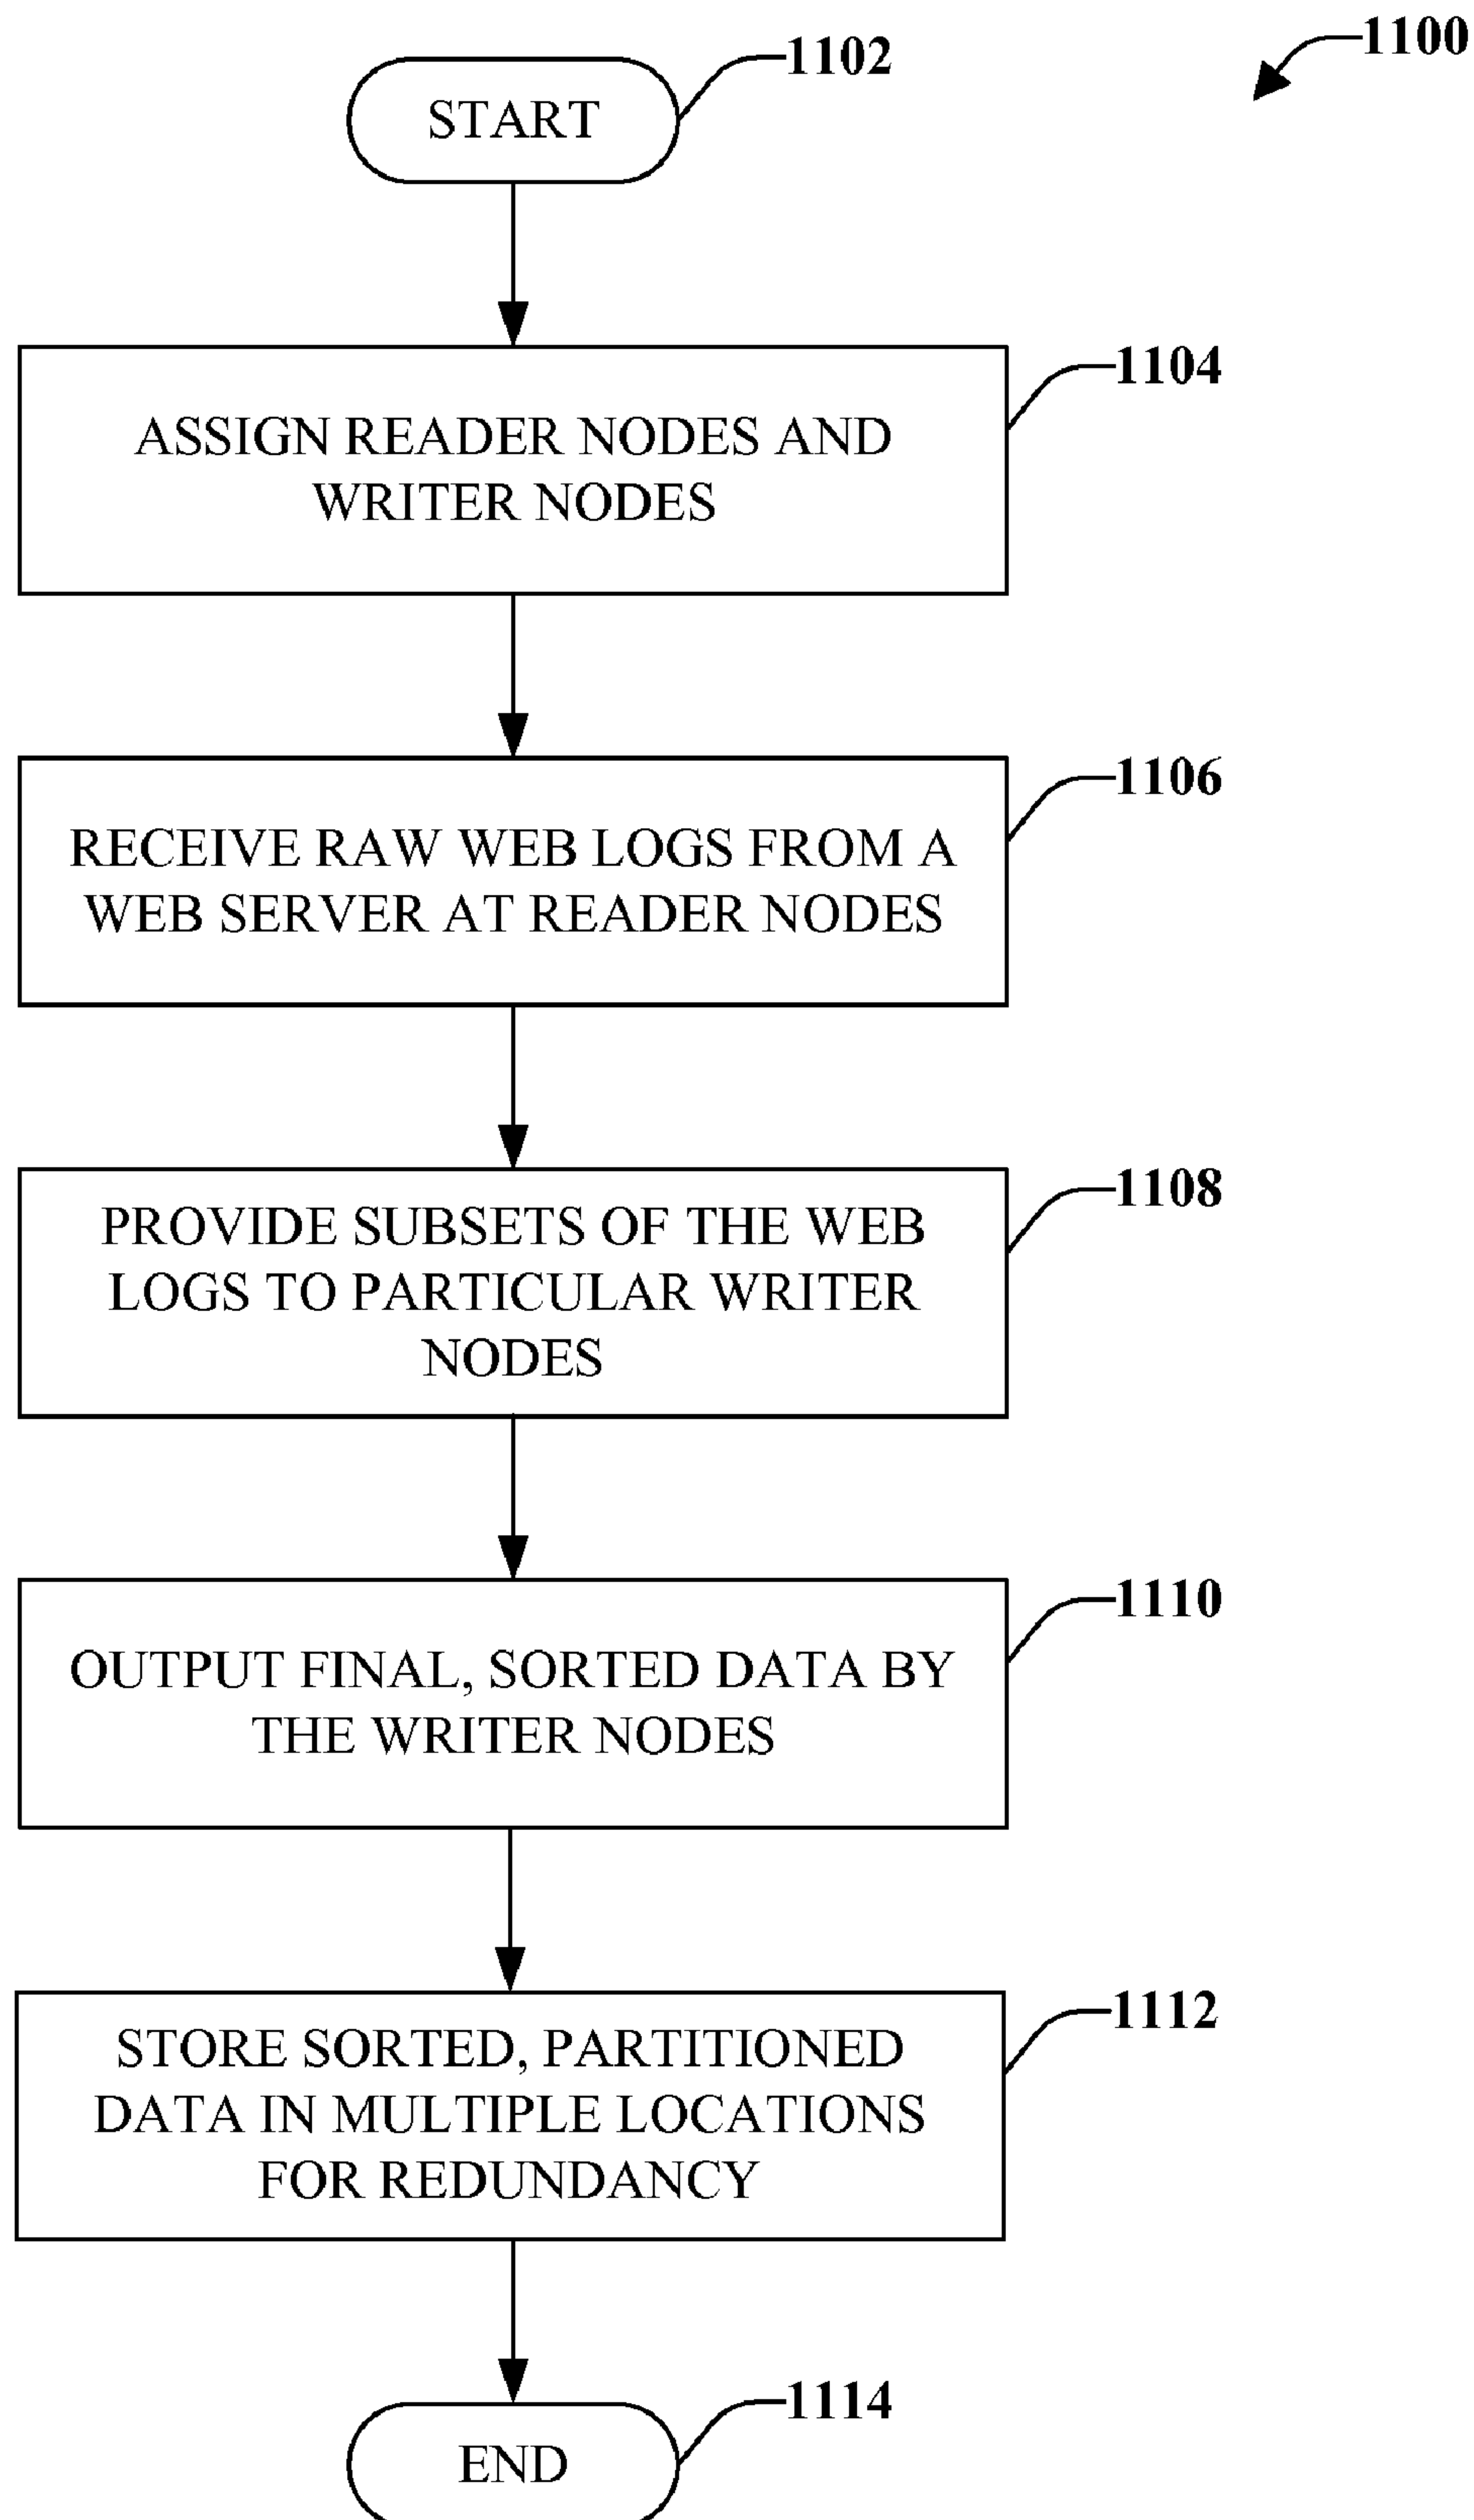 1100
1102
START
1104
ASSIGN READER NODES AND
WRITER NODES
1106
RECEIVE RAW WEB LOGS FROM A
WEB SERVER AT READER NODES
1108
PROVIDE SUBSETS OF THE WEB
LOGS TO PARTICULAR WRITER
NODES
1110
OUTPUT FINAL, SORTED DATA BY
THE WRITER NODES
1112
STORE SORTED, PARTITIONED
DATA IN MULTIPLE LOCATIONS
FOR REDUNDANCY
1114
END